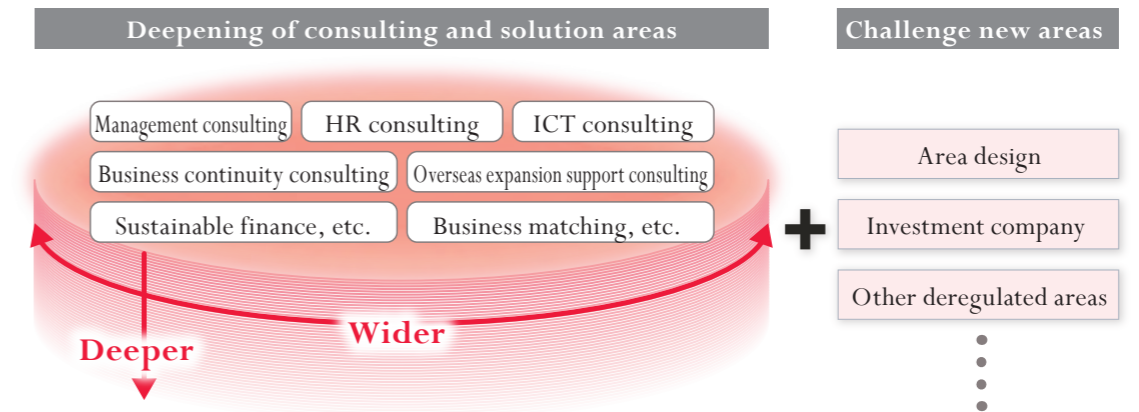 Deepening of consulting and solution areas
Challenge new areas
Management consulting
HR consulting
ICT consulting
Business continuity consulting
Overseas expansion support consulting
Sustainable finance, etc.
Business matching, etc.
Wider
Deeper
+
Area design
Investment company
Other deregulated areas